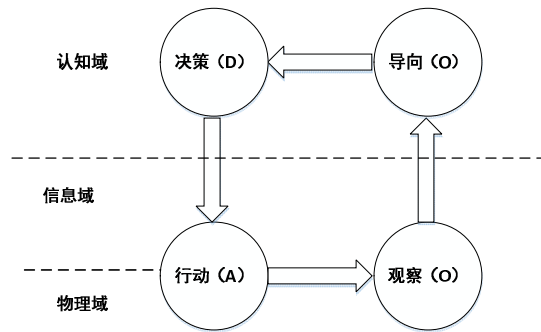 认知域
决策（D）
导向（O）
信息域
行动（A）
观察（O）
物理域